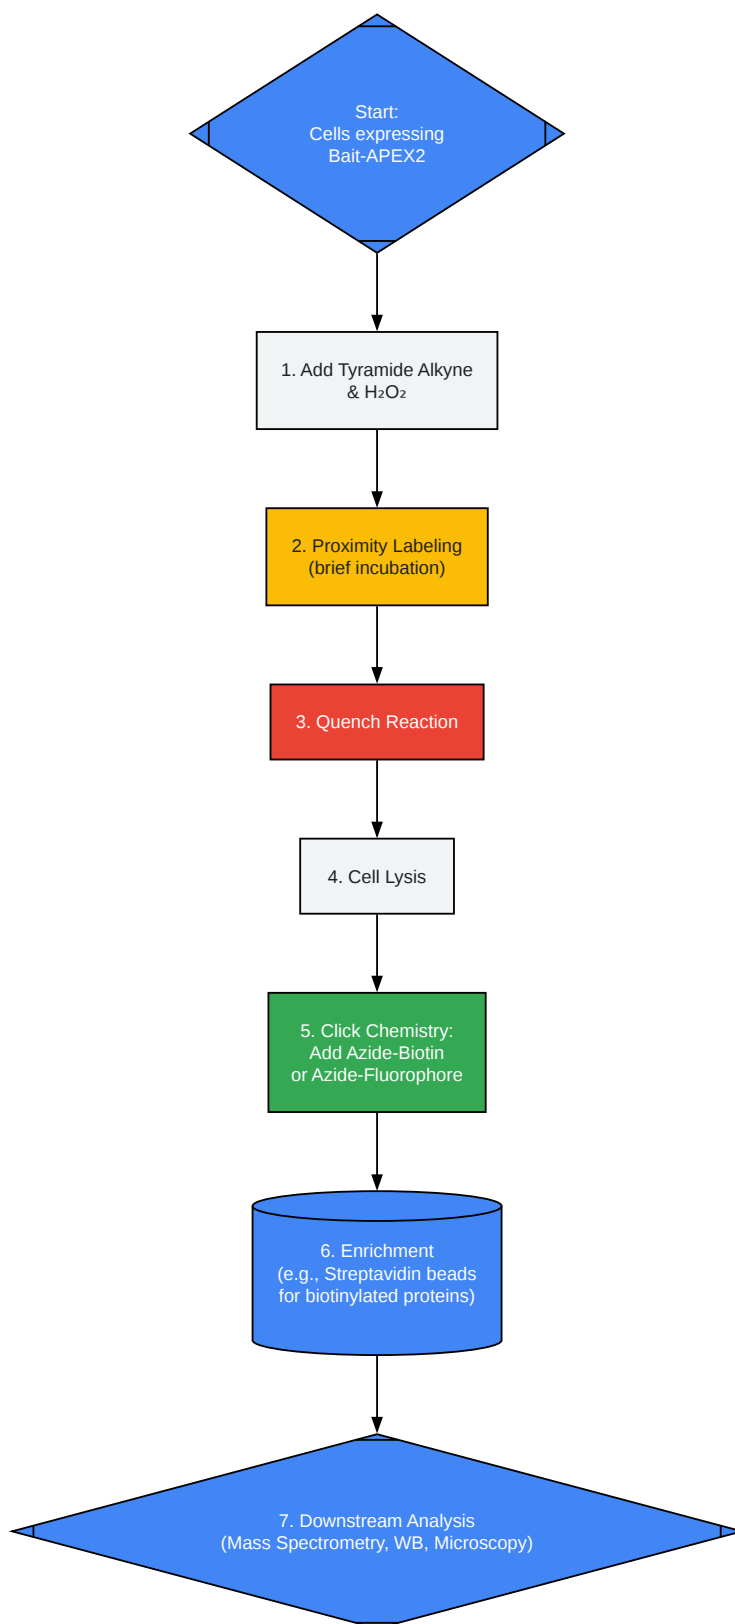 Start:
Cells expressing
Bait-APEX2
1. Add Tyramide Alkyne
& H₂O₂
2. Proximity Labeling
(brief incubation)
3. Quench Reaction
4. Cell Lysis
5. Click Chemistry:
Add Azide-Biotin
or Azide-Fluorophore
6. Enrichment
(e.g., Streptavidin beads
for biotinylated proteins)
7. Downstream Analysis
(Mass Spectrometry, WB, Microscopy)